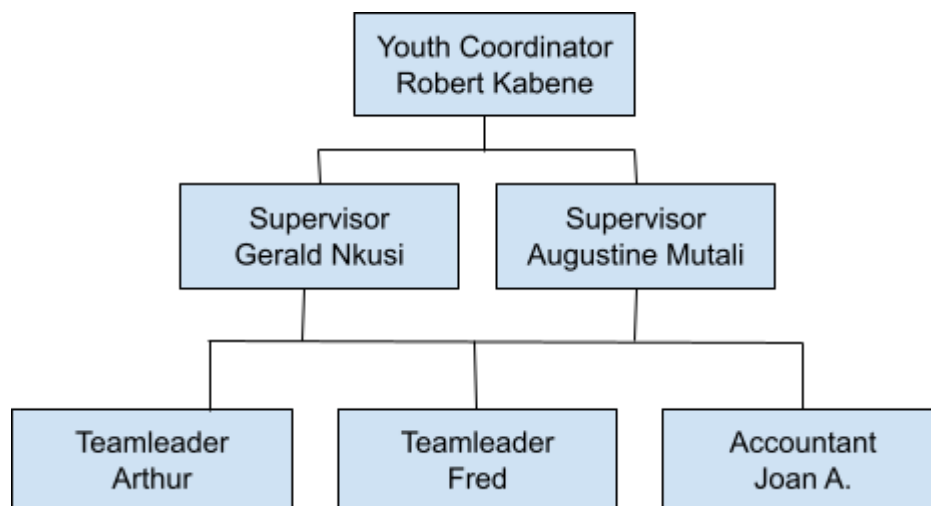 Youth Coordinator
Robert Kabene
Supervisor
Gerald Nkusi
Supervisor
Augustine Mutali
Teamleader
Arthur
Teamleader
Fred
Accountant
Joan A.